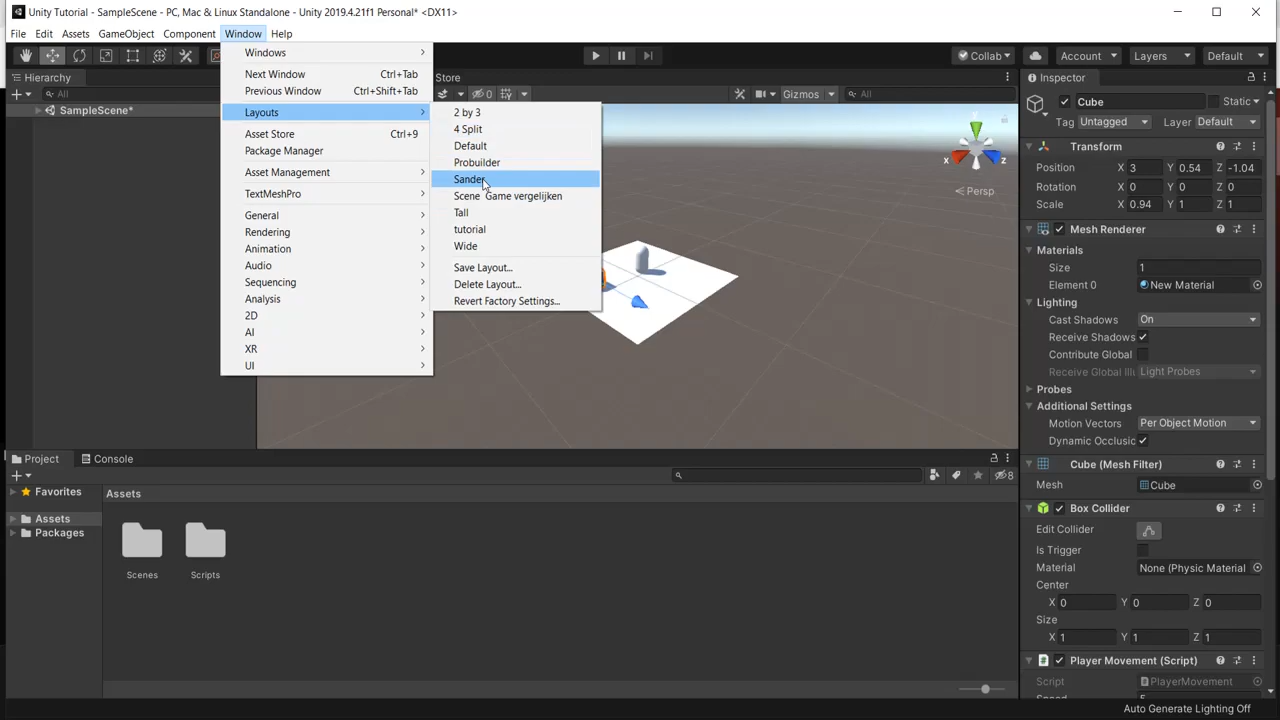 Unity Tutorial - SampleScene - PC, Mac & Linux Standalone - Unity 2019.4.21f1 Personal* <DX11>
File Edit Assets GameObject Component Window Help
Collab Account Layers Default
Hierarchy
All
SampleScene*
Windows
Next Window Ctrl+Tab
Previous Window Ctrl+Shift+Tab
Layouts
Asset Store Ctrl+9
Package Manager
Asset Management
TextMeshPro
General
Rendering
Animation
Audio
Sequencing
Analysis
2D
AI
XR
UI
2 by 3
4 Split
Default
Probuilder
Sander
Scene Game vergelijken
Tall
tutorial
Wide
Save Layout...
Delete Layout...
Revert Factory Settings...
Store
0 Gizmos All
x z
Persp
Inspector
Cube Static
Tag Untagged Layer Default
Transform
Position X 3 Y 0.54 Z -1.04
Rotation X 0 Y 0 Z 0
Scale X 0.94 Y 1 Z 1
Mesh Renderer
Materials
Size 1
Element 0 New Material
Lighting
Cast Shadows On
Receive Shadows
Contribute Global
Receive Global Illu Light Probes
Probes
Additional Settings
Motion Vectors Per Object Motion
Dynamic Occlusic
Cube (Mesh Filter)
Mesh Cube
Box Collider
Edit Collider
Is Trigger
Material None (Physic Material
Center
X 0 Y 0 Z 0
Size
X 1 Y 1 Z 1
Player Movement (Script)
Script PlayerMovement
Project Console
8
Favorites
Assets
Packages
Assets
Scenes Scripts
Auto Generate Lighting Off